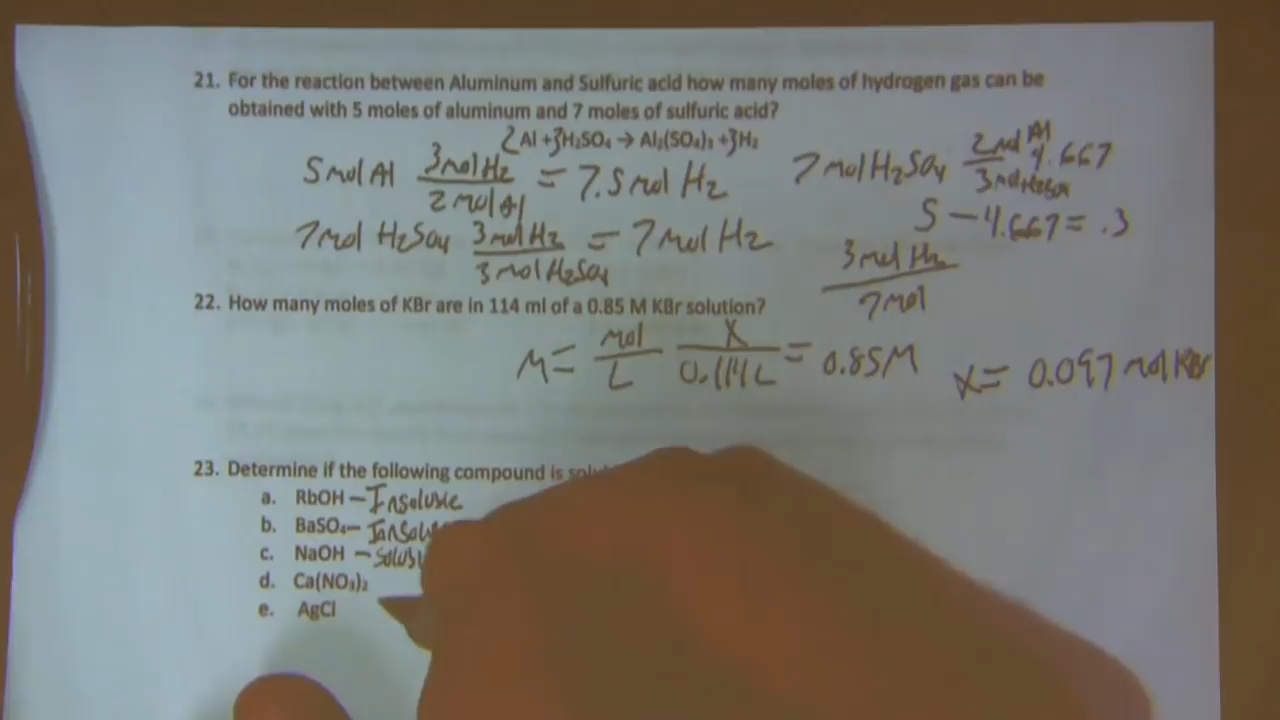 21. For the reaction between Aluminum and Sulfuric acid how many moles of hydrogen gas can be
obtained with 5 moles of aluminum and 7 moles of sulfuric acid?
2Al + 3H₂SO₄ → Al₂(SO₄)₃ + 3H₂
5 mol Al 3 mol H₂ / 2 mol Al = 7.5 mol H₂
7 mol H₂SO₄ 2 mol Al / 3 mol H₂SO₄ 4.667
7 mol H₂SO₄ 3 mol H₂ / 3 mol H₂SO₄ = 7 mol H₂
5 – 4.667 = .3
3 mol H₂ / 7 mol
22. How many moles of KBr are in 114 ml of a 0.85 M KBr solution?
M = mol / L X / 0.114 L = 0.85 M X = 0.097 mol KBr
23. Determine if the following compound is
a. RbOH – Insoluble
b. BaSO₄ –
c. NaOH –
d. Ca(NO₃)₂
e. AgCl